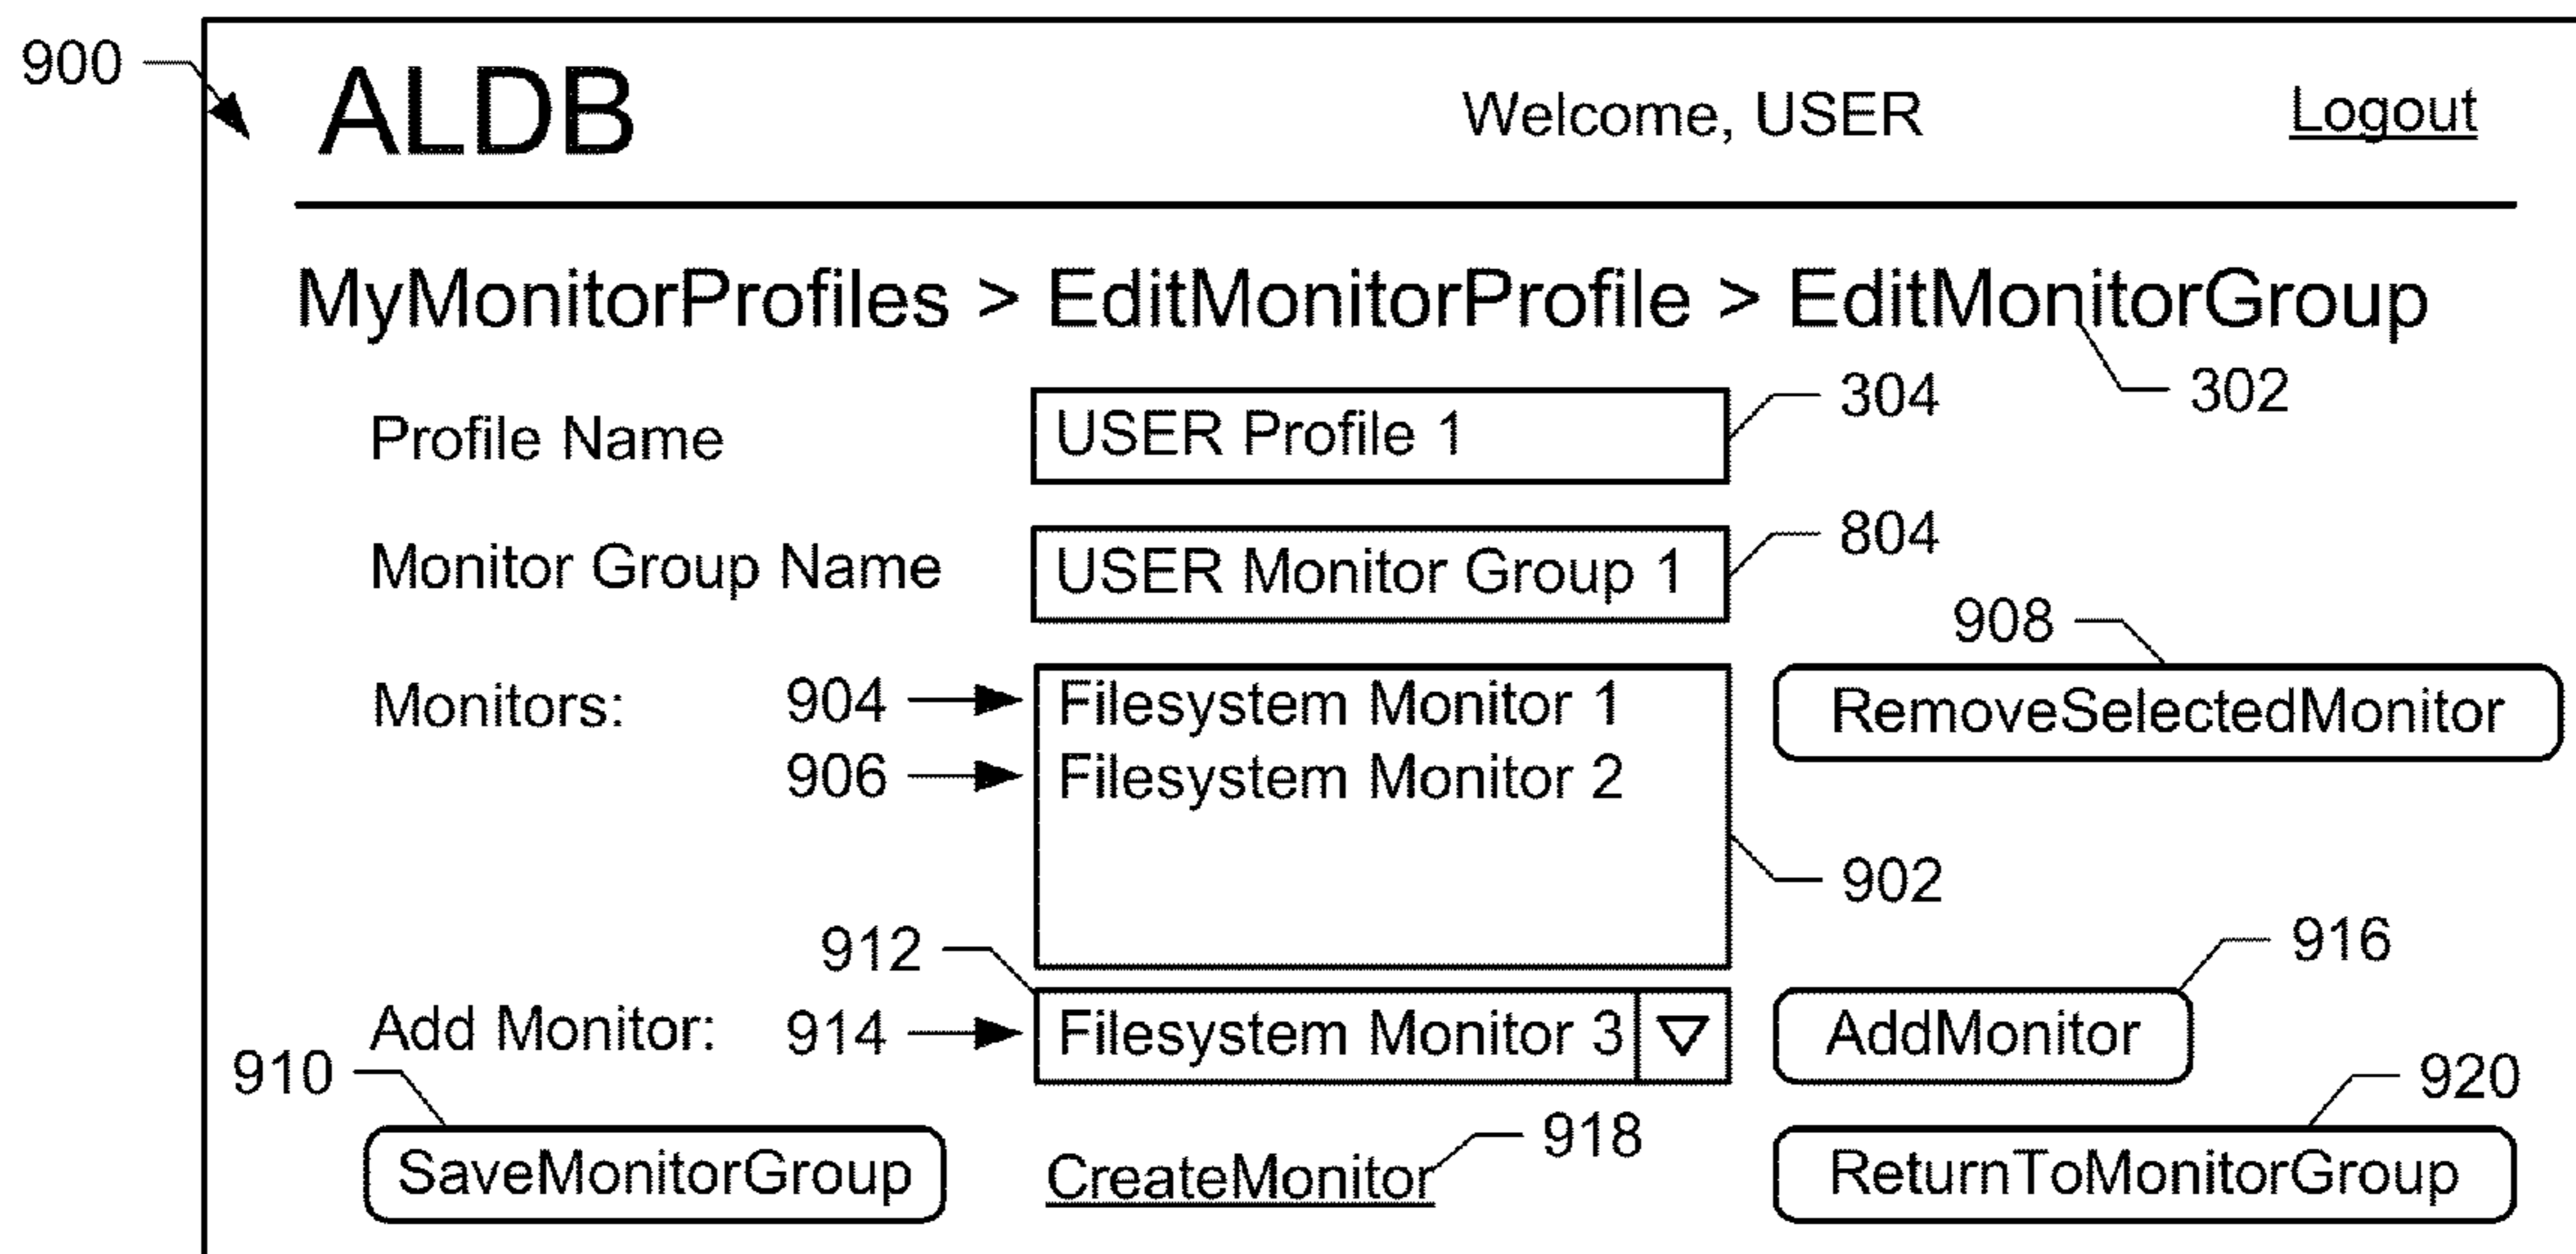 900
ALDB Welcome, USER Logout
MyMonitorProfiles > EditMonitorProfile > EditMonitorGroup
302
Profile Name USER Profile 1 304
Monitor Group Name USER Monitor Group 1 804
908
Monitors: 904 Filesystem Monitor 1 RemoveSelectedMonitor
906 Filesystem Monitor 2
902
912 916
Add Monitor: 914 Filesystem Monitor 3 AddMonitor
910 920
SaveMonitorGroup CreateMonitor 918 ReturnToMonitorGroup